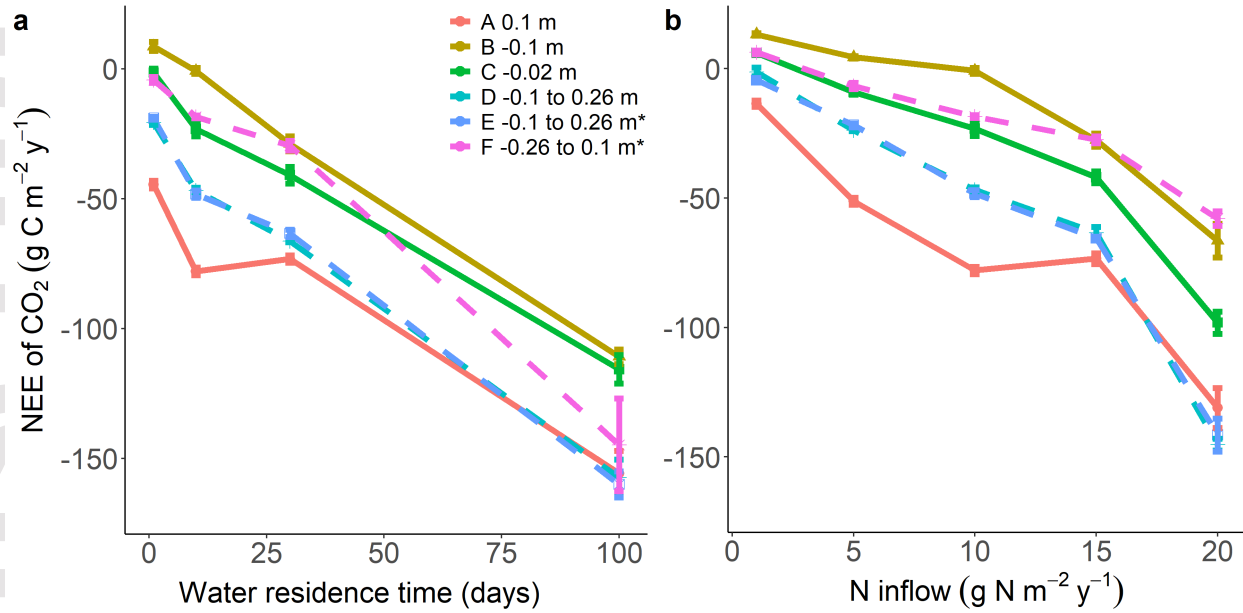 a
A 0.1 m
B -0.1 m
C -0.02 m
D -0.1 to 0.26 m
E -0.1 to 0.26 m*
F -0.26 to 0.1 m*
NEE of CO₂ (g C m⁻² y⁻¹)
0
-50
-100
-150
0 25 50 75 100
Water residence time (days)
b
0
-50
-100
-150
0 5 10 15 20
N inflow (g N m⁻² y⁻¹)